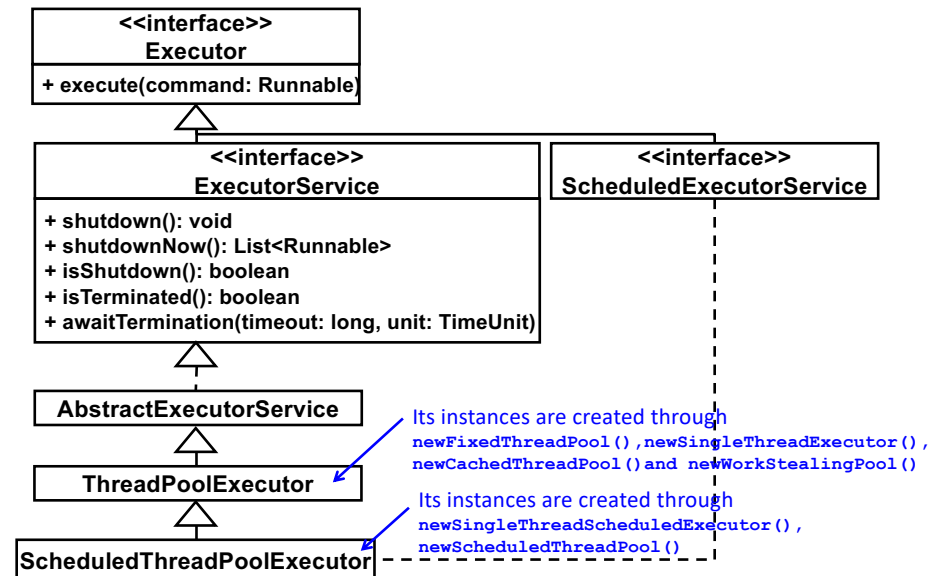 <<interface>>
Executor
+ execute(command: Runnable)
<<interface>>
ExecutorService
+ shutdown(): void
+ shutdownNow(): List<Runnable>
+ isShutdown(): boolean
+ isTerminated(): boolean
+ awaitTermination(timeout: long, unit: TimeUnit)
<<interface>>
ScheduledExecutorService
AbstractExecutorService
Its instances are created through
newFixedThreadPool(),newSingleThreadExecutor(),
newCachedThreadPool()and newWorkStealingPool()
ThreadPoolExecutor
Its instances are created through
newSingleThreadScheduledExecutor(),
newScheduledThreadPool()
ScheduledThreadPoolExecutor